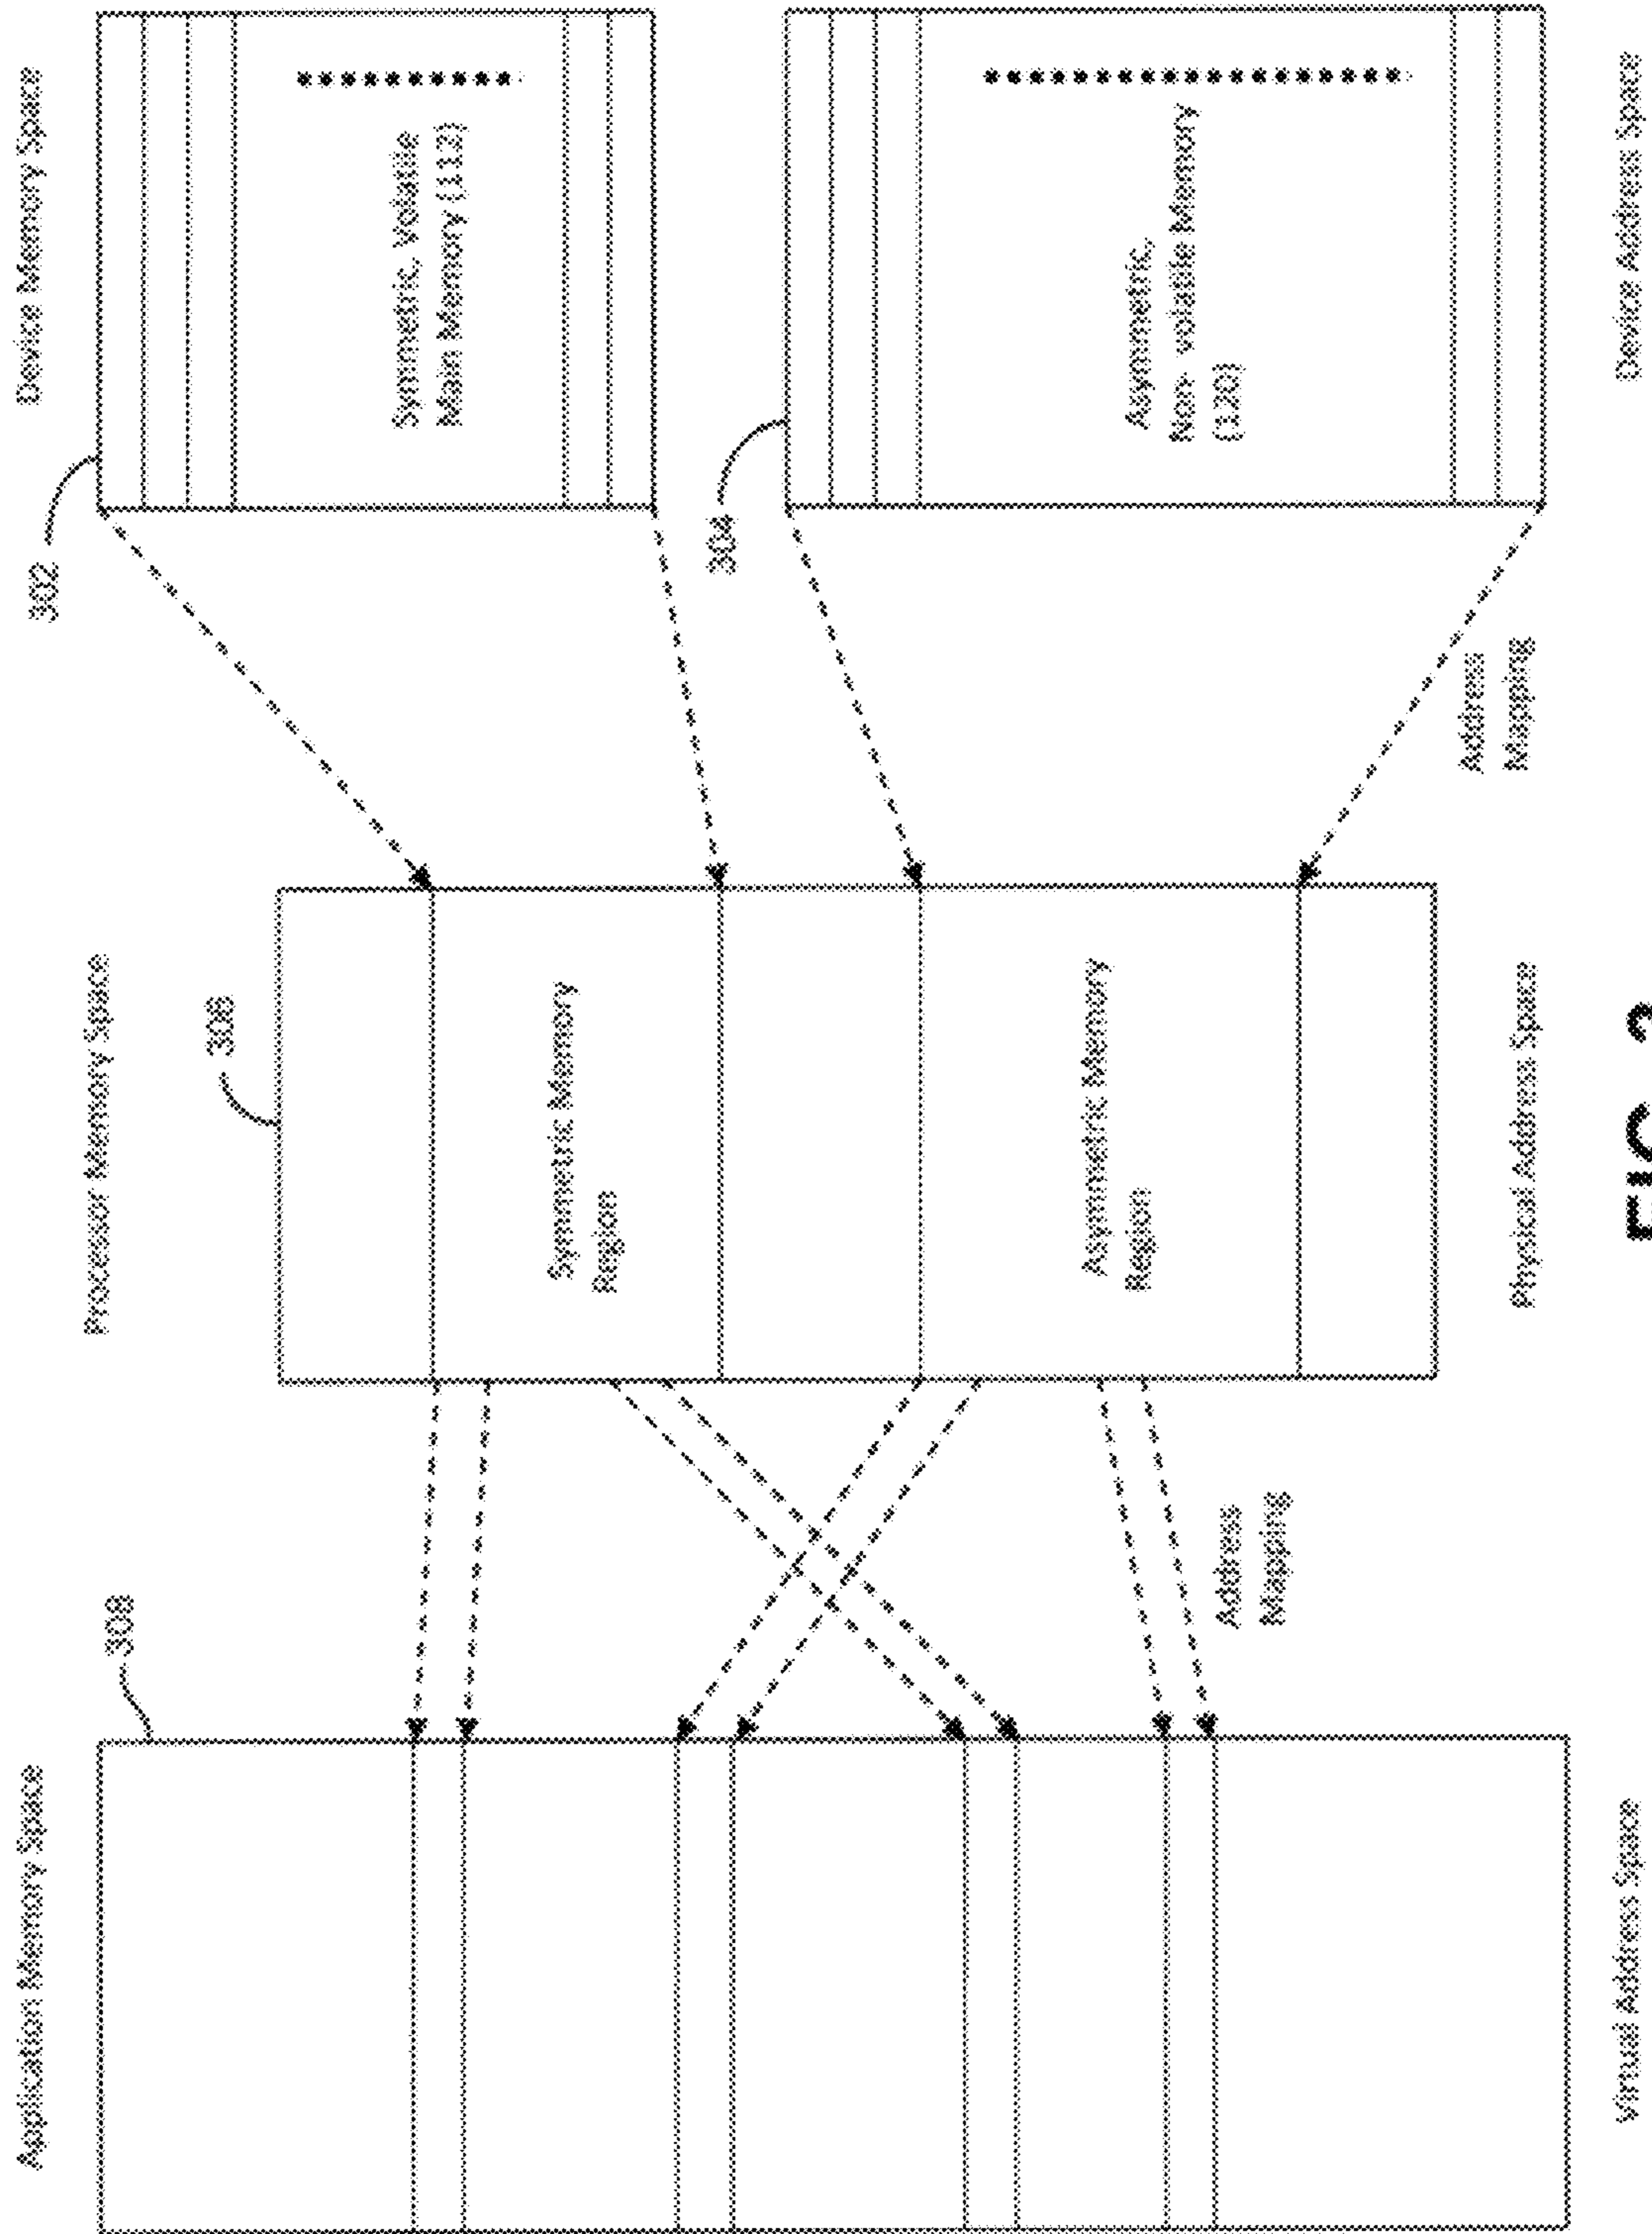 Application Memory Space
Processor Memory Space
Device Memory Space
302
308
306
Symmetric, Volatile
Main Memory (112)
Symmetric Memory
Region
304
Asymmetric Memory
Region
Asymmetric,
Non- volatile Memory
(120)
Address
Mapping
Address
Mapping
Virtual Address Space
Physical Address Space
Device Address Space
FIG.